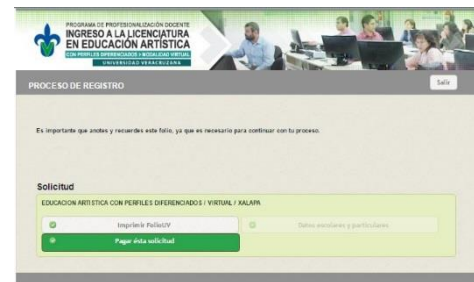 PROGRAMA DE PROFESIONALIZACIÓN DOCENTE
INGRESO A LA LICENCIATURA
EN EDUCACIÓN ARTÍSTICA
CON PERFILES DIFERENCIADOS • MODALIDAD VIRTUAL
UNIVERSIDAD VERACRUZANA
PROCESO DE REGISTRO
Salir
Es importante que anotes y recuerdes este folio, ya que es necesario para continuar con tu proceso.
Solicitud
EDUCACION ARTISTICA CON PERFILES DIFERENCIADOS / VIRTUAL / XALAPA
Imprimir FolioUV
Datos escolares y particulares
Pagar ésta solicitud